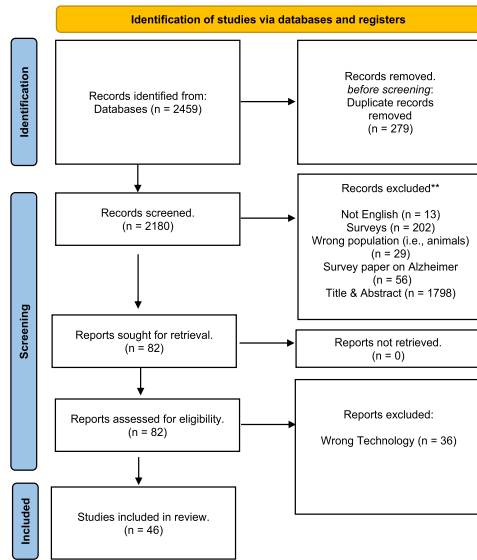 Identification of studies via databases and registers
Identification
Records identified from:
Databases (n = 2459)
Records removed.
before screening:
Duplicate records
removed
(n = 279)
Screening
Records screened.
(n = 2180)
Records excluded**
Not English (n = 13)
Surveys (n = 202)
Wrong population (i.e., animals)
(n = 29)
Survey paper on Alzheimer
(n = 56)
Title & Abstract (n = 1798)
Reports sought for retrieval.
(n = 82)
Reports not retrieved.
(n = 0)
Reports assessed for eligibility.
(n = 82)
Reports excluded:
Wrong Technology (n = 36)
Included
Studies included in review.
(n = 46)